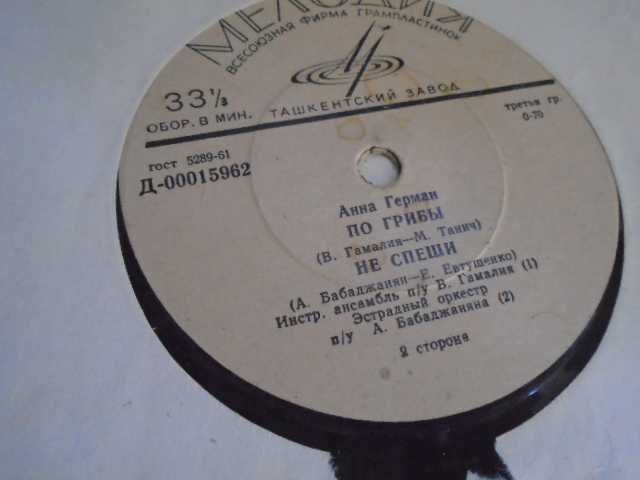 МЕЛОДИЯ
ВСЕСОЮЗНАЯ ФИРМА ГРАМПЛАСТИНОК
33⅓
ОБОР. В МИН.
ТАШКЕНТСКИЙ ЗАВОД
третья гр.
0-70
гост 5289-61
Д-00015962
Анна Герман
ПО ГРИБЫ
(В. Гамалия—М. Танич)
НЕ СПЕШИ
(А. Бабаджанян—Е. Евтушенко)
Инстр. ансамбль п/у В. Гамалия (1)
Эстрадный оркестр
п/у А. Бабаджаняна (2)
2 сторона